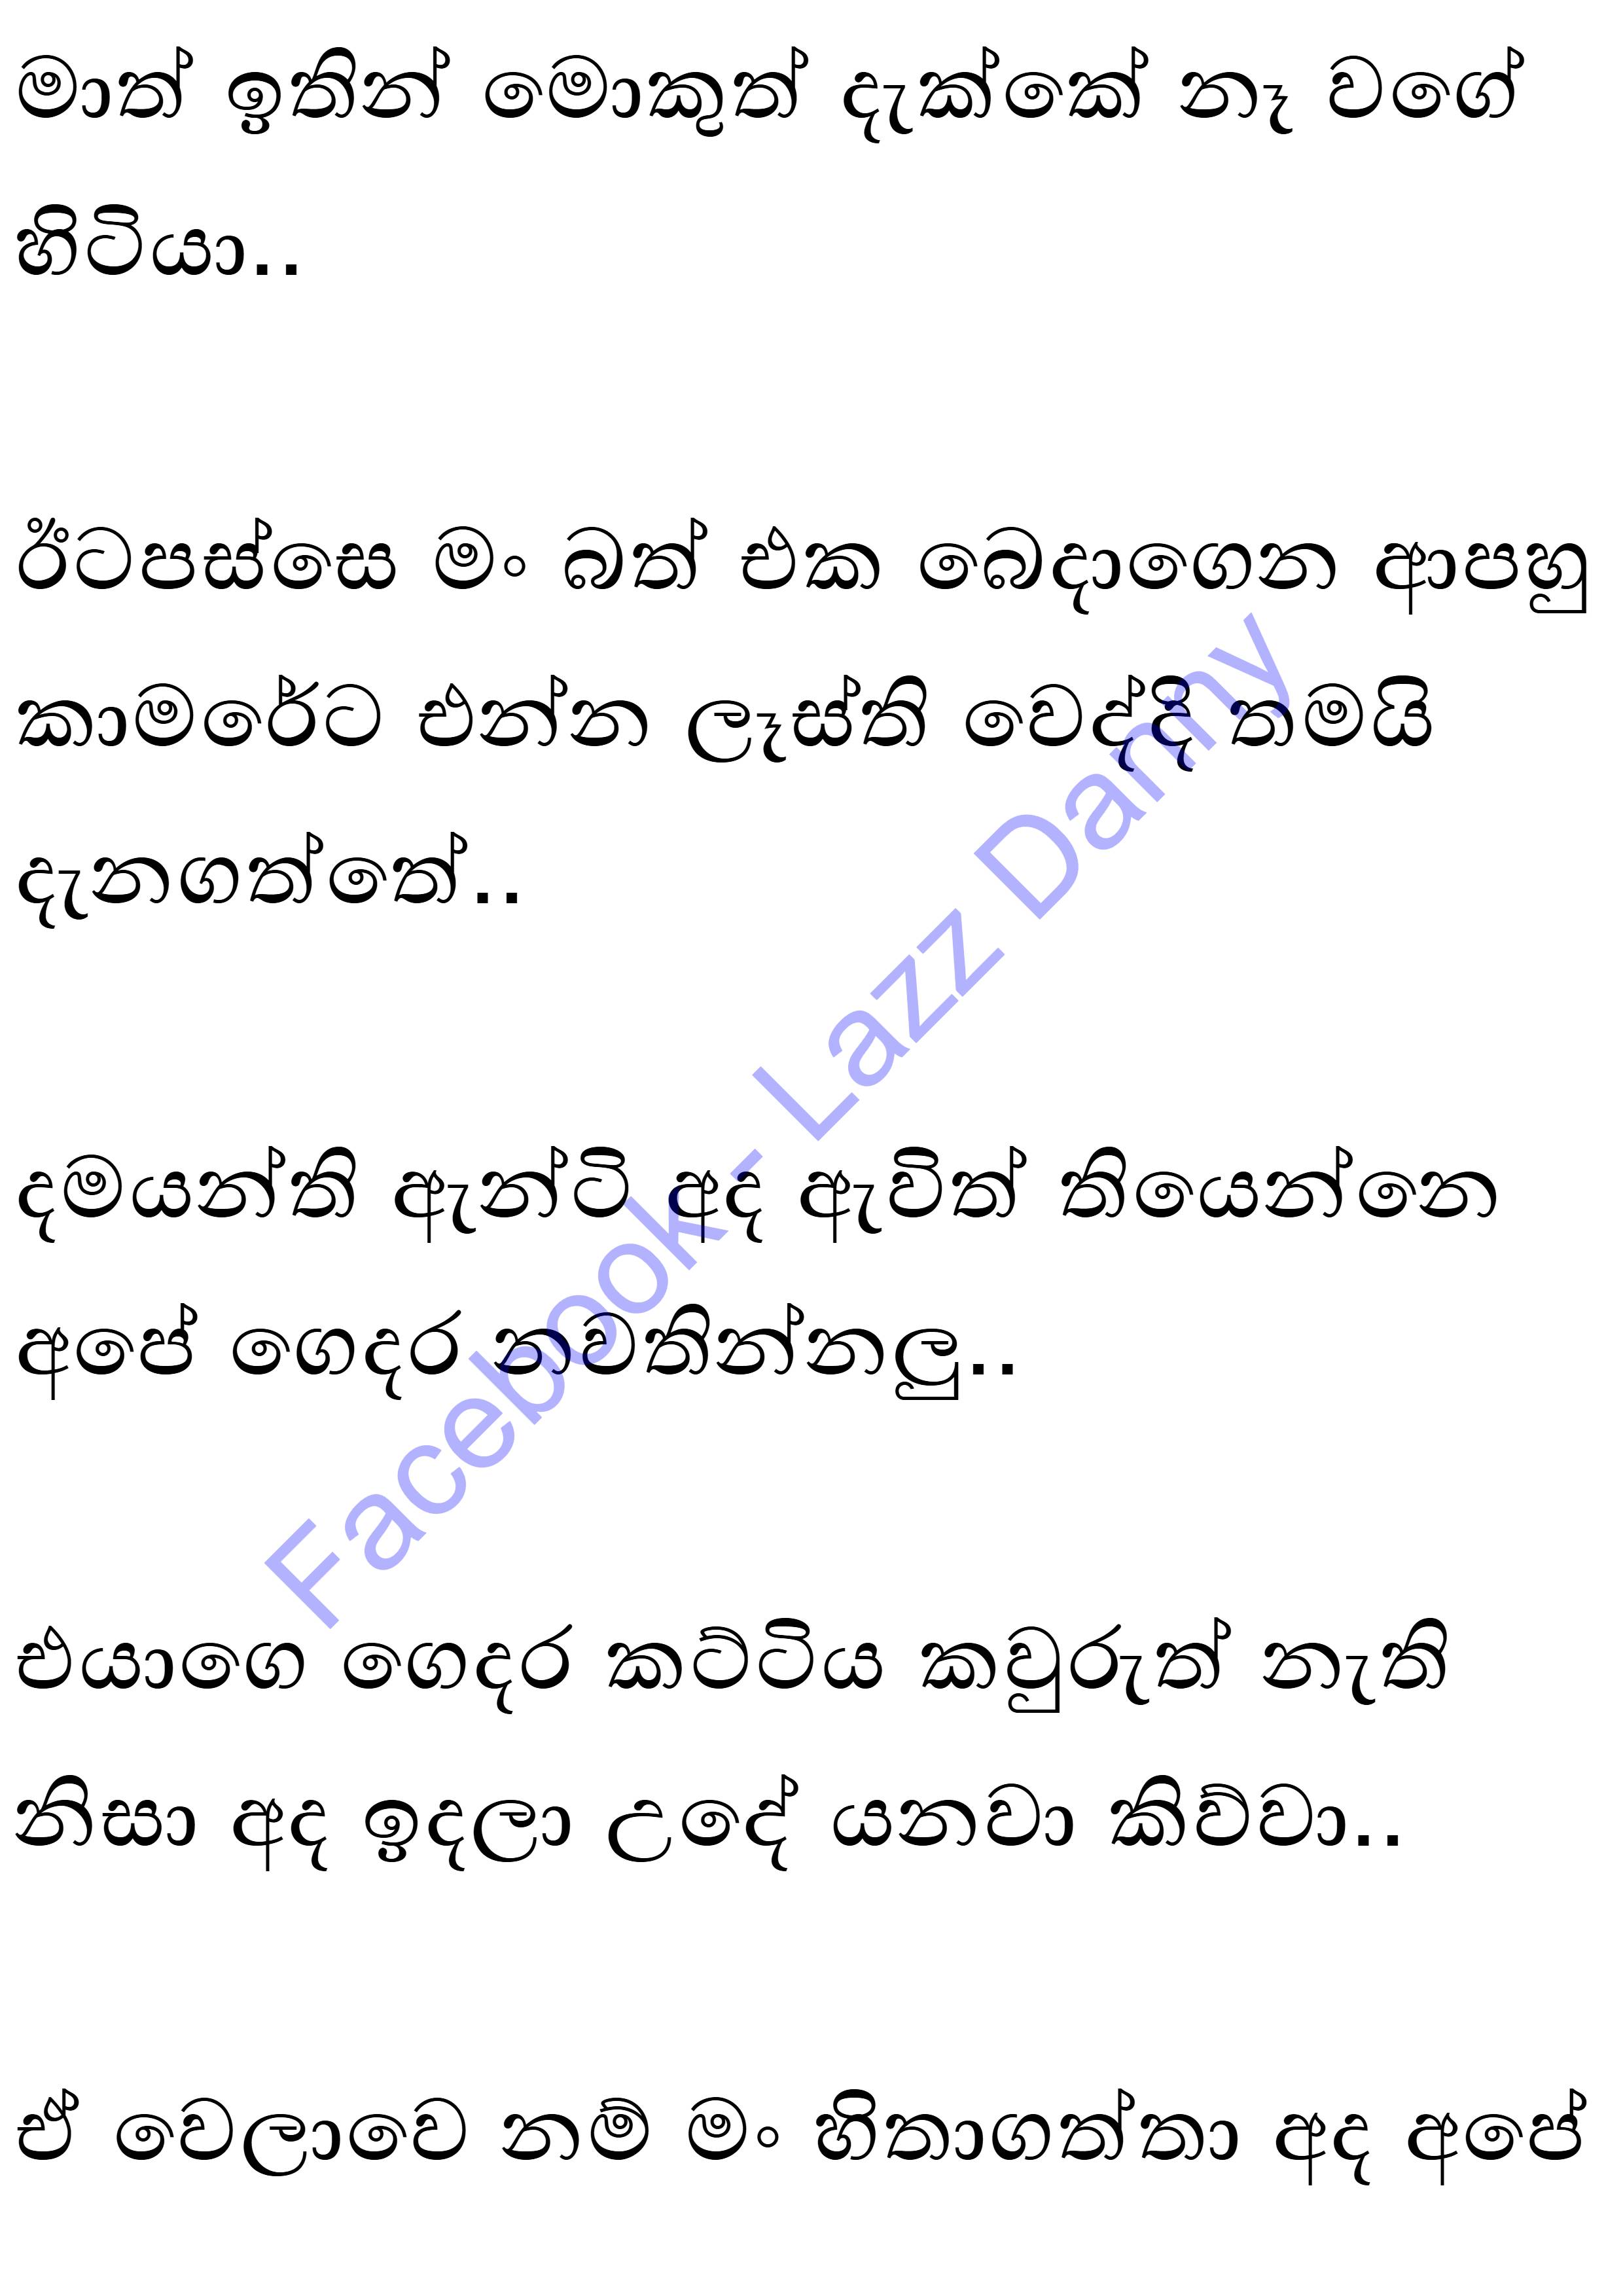 මාත් ඉතින් මොකුත් දැක්කේ නෑ වගේ
හිටියා..
ඊටපස්සෙ මං බත් එක බෙදාගෙන ආපහු
කාමරේට එන්න ලෑස්ති වෙද්දි තමයි
දැනගත්තේ..
දමයන්ති ඇන්ටි අද ඇවිත් තියෙන්නෙ
අපේ ගෙදර නවතින්නලු..
එයාගෙ ගෙදර කට්ටිය කවුරුත් නැති
නිසා අද ඉදලා උදේ යනවා කිව්වා..
ඒ වෙලාවෙ නම් මං හිතාගත්තා අද අපේ
Facebook- Lazz Danny